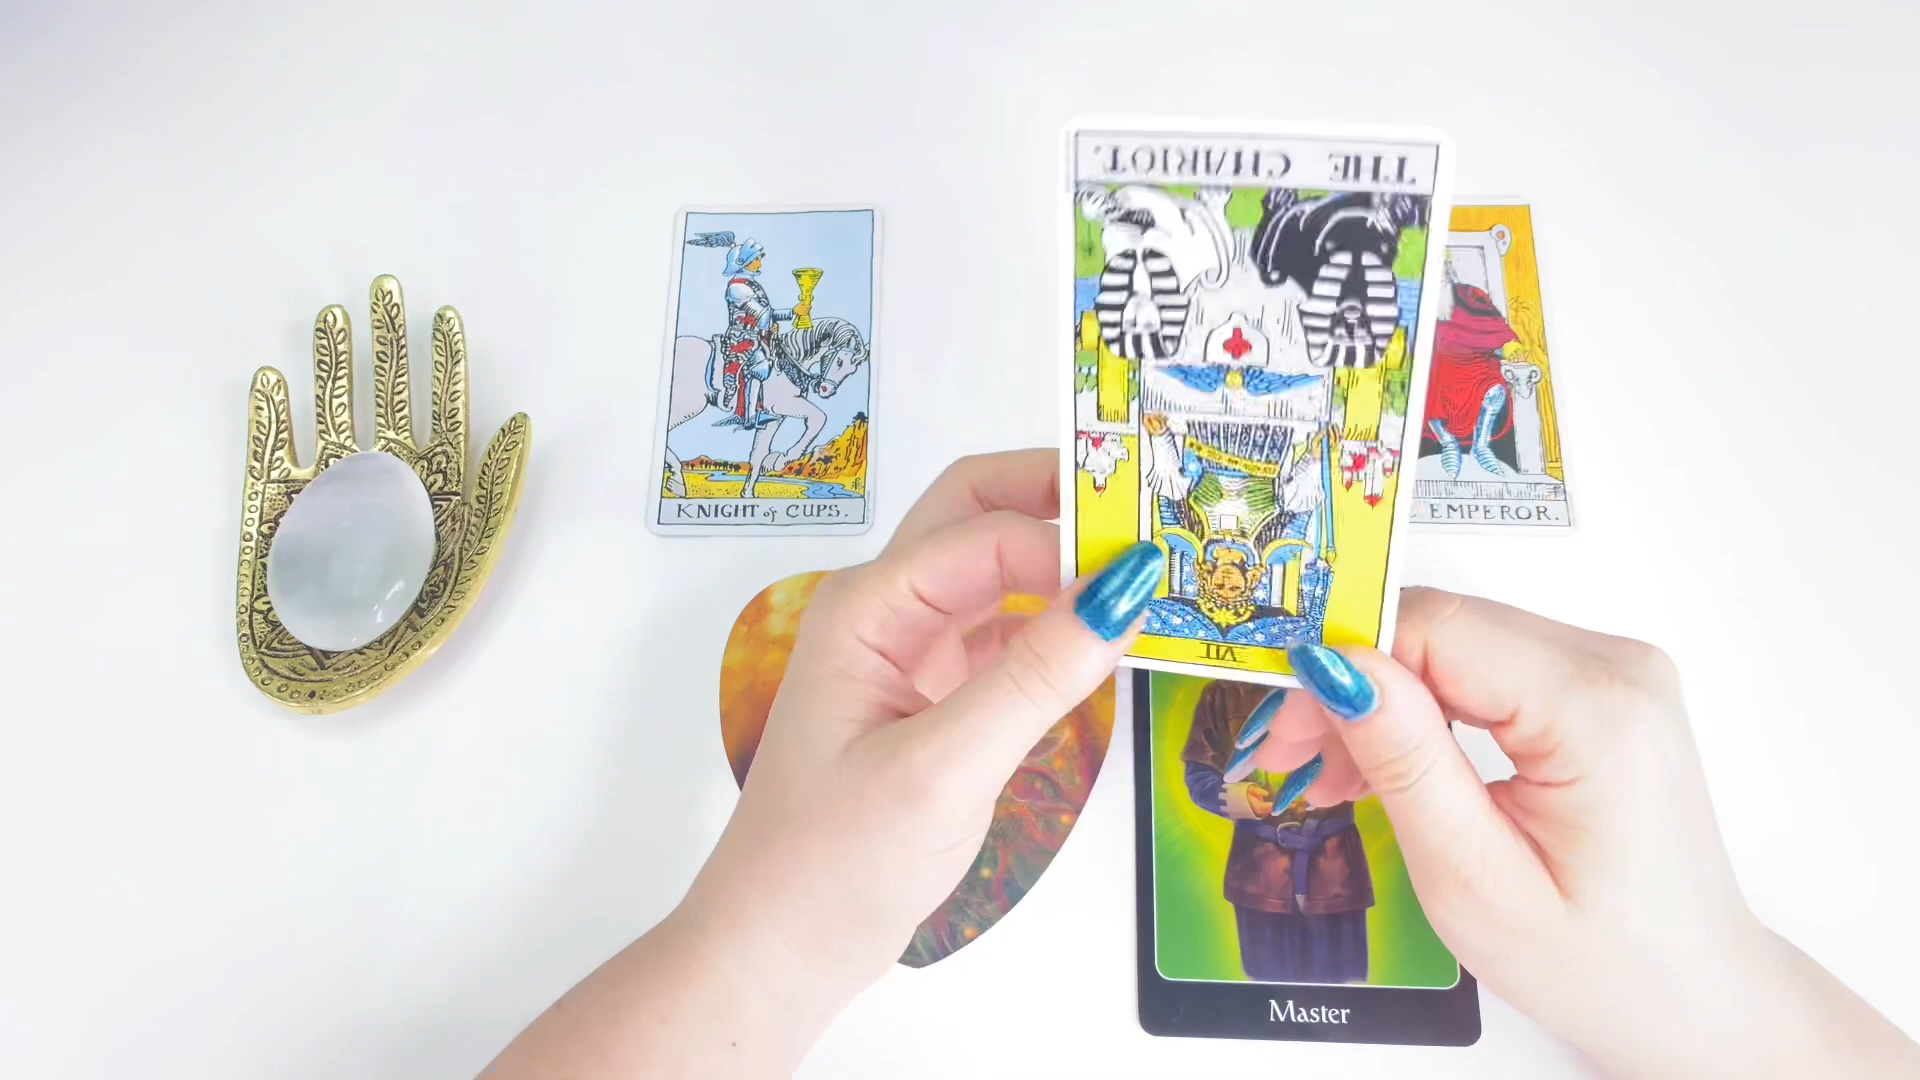 THE CHARIOT.
KNIGHT of CUPS.
EMPEROR.
VII
Master